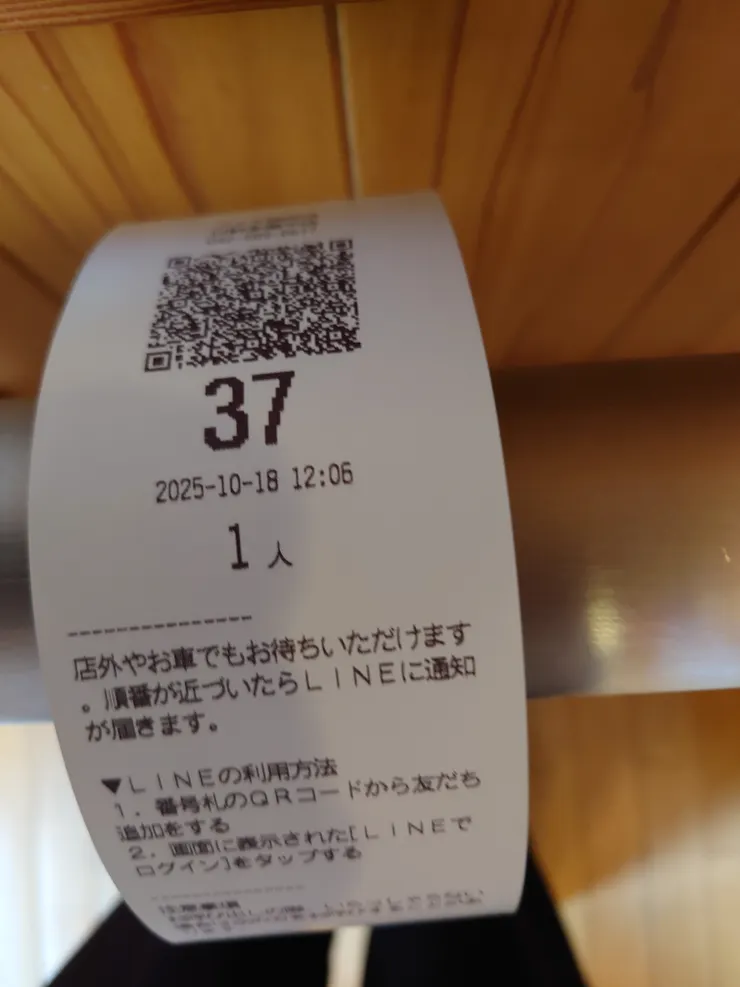 37
2025-10-18 12:06
1人
店外やお車でもお待ちいただけます
。順番が近づいたらLINEに通知
が届きます。
▼LINEの利用方法
1. 番号札のQRコードから友だち
追加をする
2. 画面に表示された[LINEで
ログイン]をタップする
注意事項